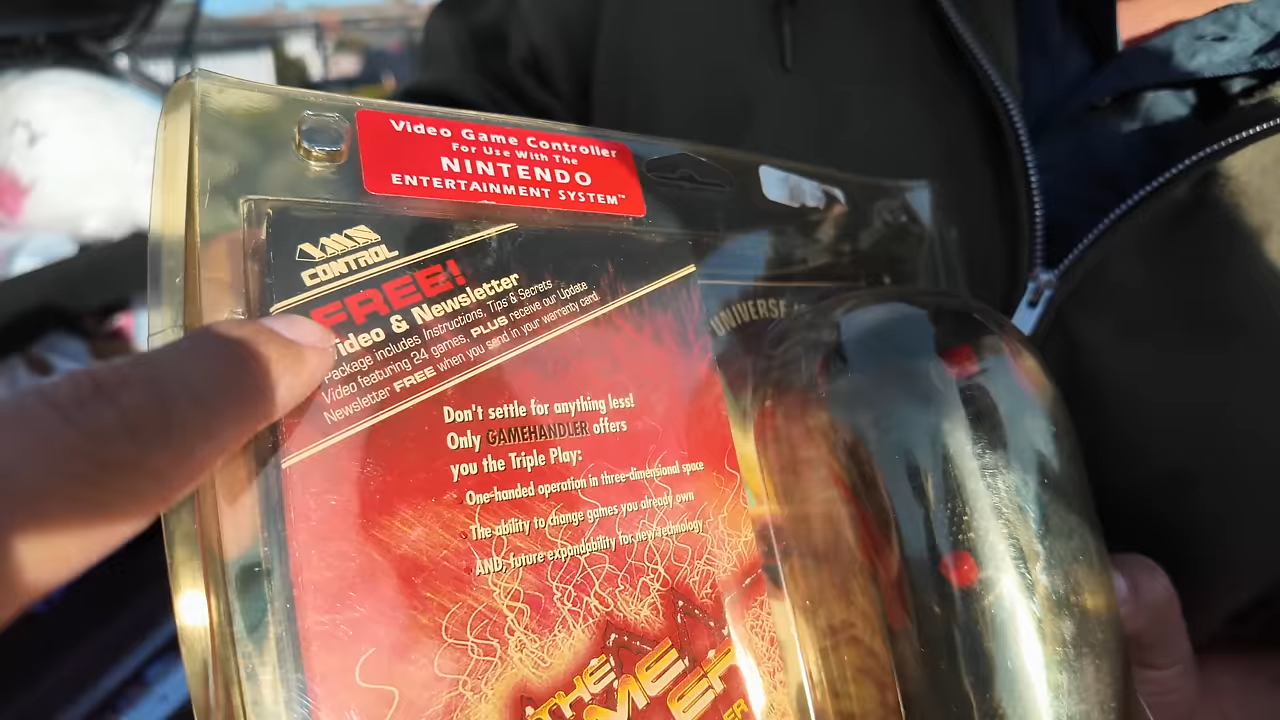 Video Game Controller
For Use With The
NINTENDO
ENTERTAINMENT SYSTEM™
CONTROL
FREE!
Video & Newsletter
Package includes Instructions, Tips & Secrets
Video featuring 24 games, PLUS receive our Update
Newsletter FREE when you send in your warranty card.
UNIVERSE
Don't settle for anything less!
Only GAMEHANDLER offers
you the Triple Play:
One-handed operation in three-dimensional space
The ability to change games you already own
AND, future expandability for new technology
THE